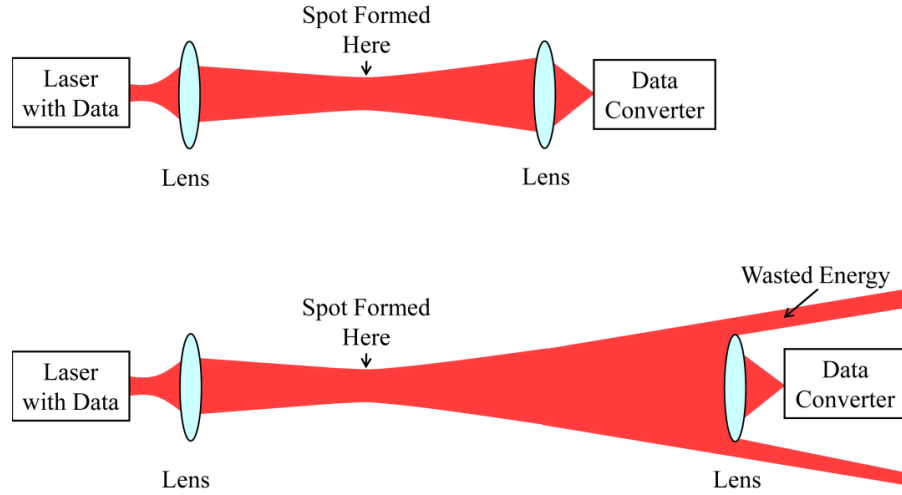 Spot Formed
Here
Laser
with Data
Data
Converter
Lens
Lens
Wasted Energy
Spot Formed
Here
Laser
with Data
Data
Converter
Lens
Lens